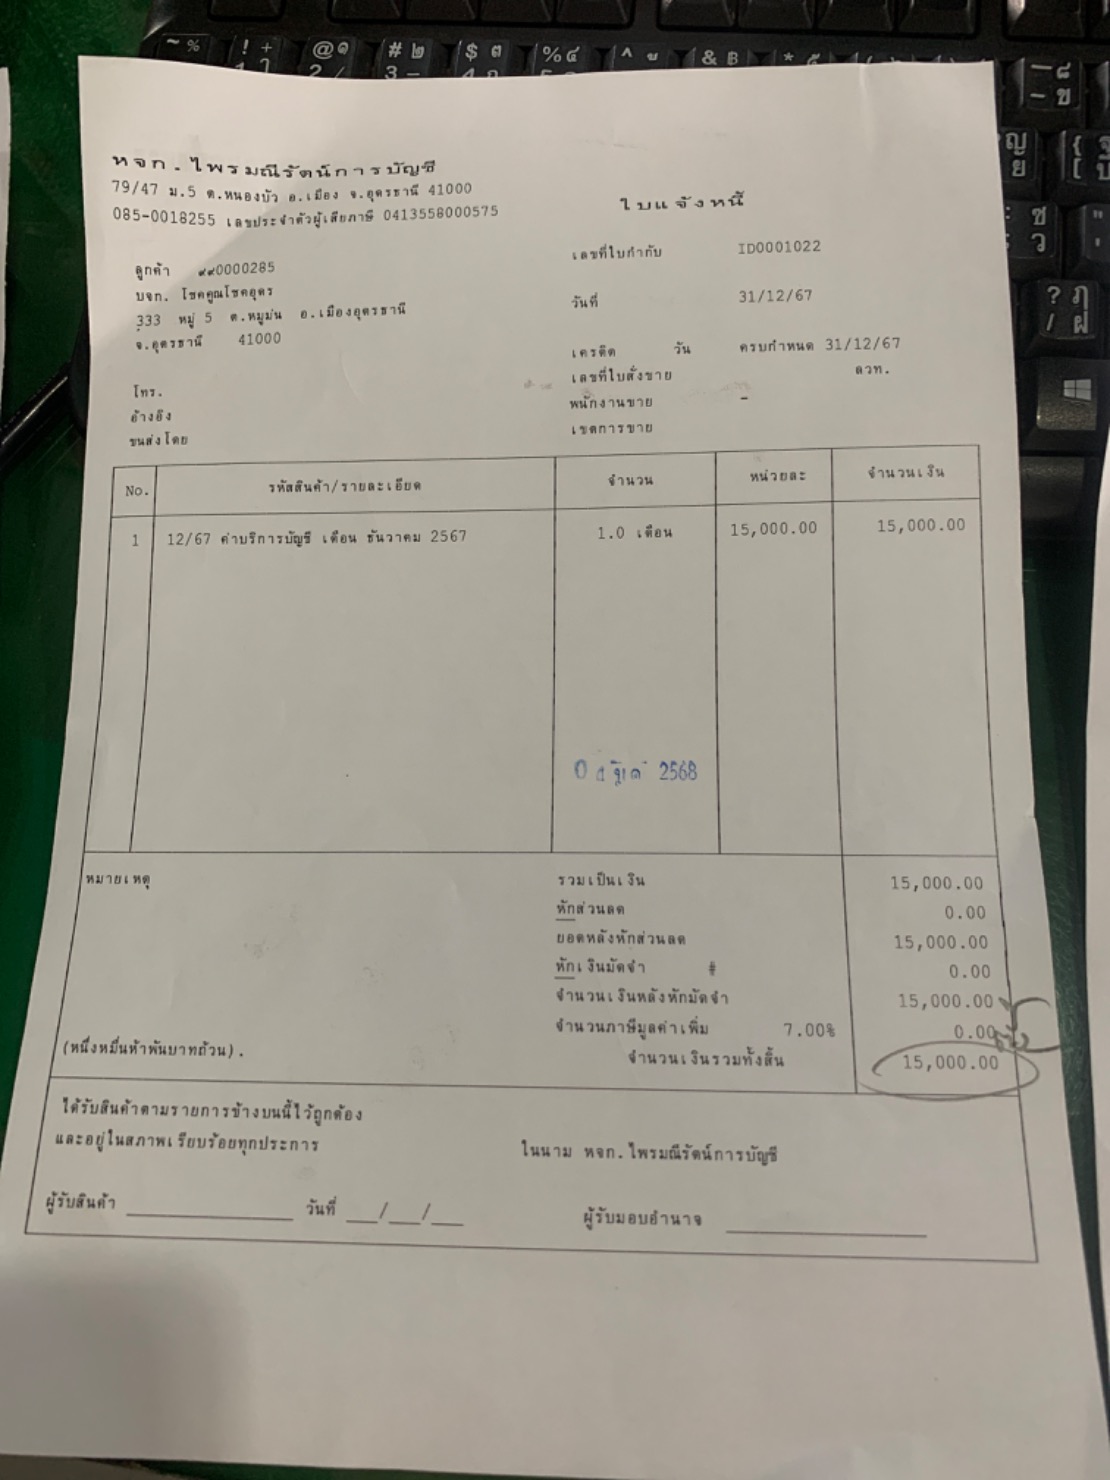 หจก.ไพรมณีรัตน์การบัญชี
79/47 ม.5 ต.หนองบัว อ.เมือง จ.อุดรธานี 41000
085-0018255 เลขประจำตัวผู้เสียภาษี 0413558000575
ใบแจ้งหนี้
ลูกค้า ลล0000285
บจก. โชคคูณโชคอุดร
333 หมู่ 5 ต.หมูม่น อ.เมืองอุดรธานี
จ.อุดรธานี 41000
โทร.
อ้างอิง
ขนส่งโดย
เลขที่ใบกำกับ ID0001022
วันที่ 31/12/67
เครดิต วัน ครบกำหนด 31/12/67
เลขที่ใบสั่งขาย ลวท.
พนักงานขาย -
เขตการขาย
No. รหัสสินค้า/รายละเอียด จำนวน หน่วยละ จำนวนเงิน
1 12/67 ค่าบริการบัญชี เดือน ธันวาคม 2567 1.0 เดือน 15,000.00 15,000.00
2568
หมายเหตุ
รวมเป็นเงิน 15,000.00
หักส่วนลด 0.00
ยอดหลังหักส่วนลด 15,000.00
หักเงินมัดจำ # 0.00
จำนวนเงินหลังหักมัดจำ 15,000.00
จำนวนภาษีมูลค่าเพิ่ม 7.00% 0.00
(หนึ่งหมื่นห้าพันบาทถ้วน). จำนวนเงินรวมทั้งสิ้น 15,000.00
ได้รับสินค้าตามรายการข้างบนนี้ไว้ถูกต้อง
และอยู่ในสภาพเรียบร้อยทุกประการ
ในนาม หจก.ไพรมณีรัตน์การบัญชี
ผู้รับสินค้า ____________ วันที่ __/__/__
ผู้รับมอบอำนาจ ____________